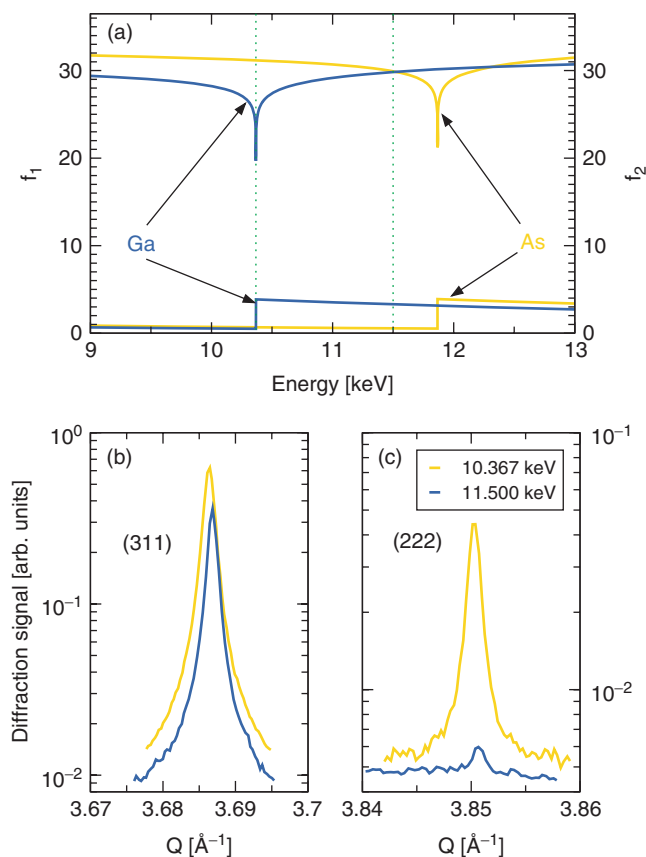 (a)
30
20
10
0
f₁
30
20
10
0
f₂
Ga
As
9
10
11
12
13
Energy [keV]
(b)
(311)
10⁰
10⁻¹
10⁻²
Diffraction signal [arb. units]
3.67
3.68
3.69
3.7
Q [Å⁻¹]
(c)
10.367 keV
11.500 keV
(222)
10⁻¹
10⁻²
3.84
3.85
3.86
Q [Å⁻¹]